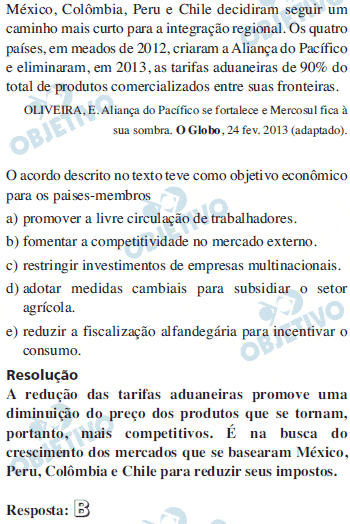 México, Colômbia, Peru e Chile decidiram seguir um
caminho mais curto para a integração regional. Os quatro
países, em meados de 2012, criaram a Aliança do Pacífico
e eliminaram, em 2013, as tarifas aduaneiras de 90% do
total de produtos comercializados entre suas fronteiras.
OLIVEIRA, E. Aliança do Pacífico se fortalece e Mercosul fica à
sua sombra. O Globo, 24 fev. 2013 (adaptado).
O acordo descrito no texto teve como objetivo econômico
para os países-membros
a) promover a livre circulação de trabalhadores.
b) fomentar a competitividade no mercado externo.
c) restringir investimentos de empresas multinacionais.
d) adotar medidas cambiais para subsidiar o setor
agrícola.
e) reduzir a fiscalização alfandegária para incentivar o
consumo.
Resolução
A redução das tarifas aduaneiras promove uma
diminuição do preço dos produtos que se tornam,
portanto, mais competitivos. É na busca do
crescimento dos mercados que se basearam México,
Peru, Colômbia e Chile para reduzir seus impostos.
Resposta: B
OBJETIVO
OBJETIVO
OBJETIVO
OBJETIVO
OBJETIVO
OBJETIVO